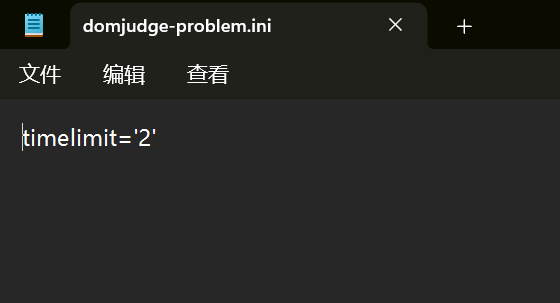 domjudge-problem.ini
文件 编辑 查看
timelimit='2'